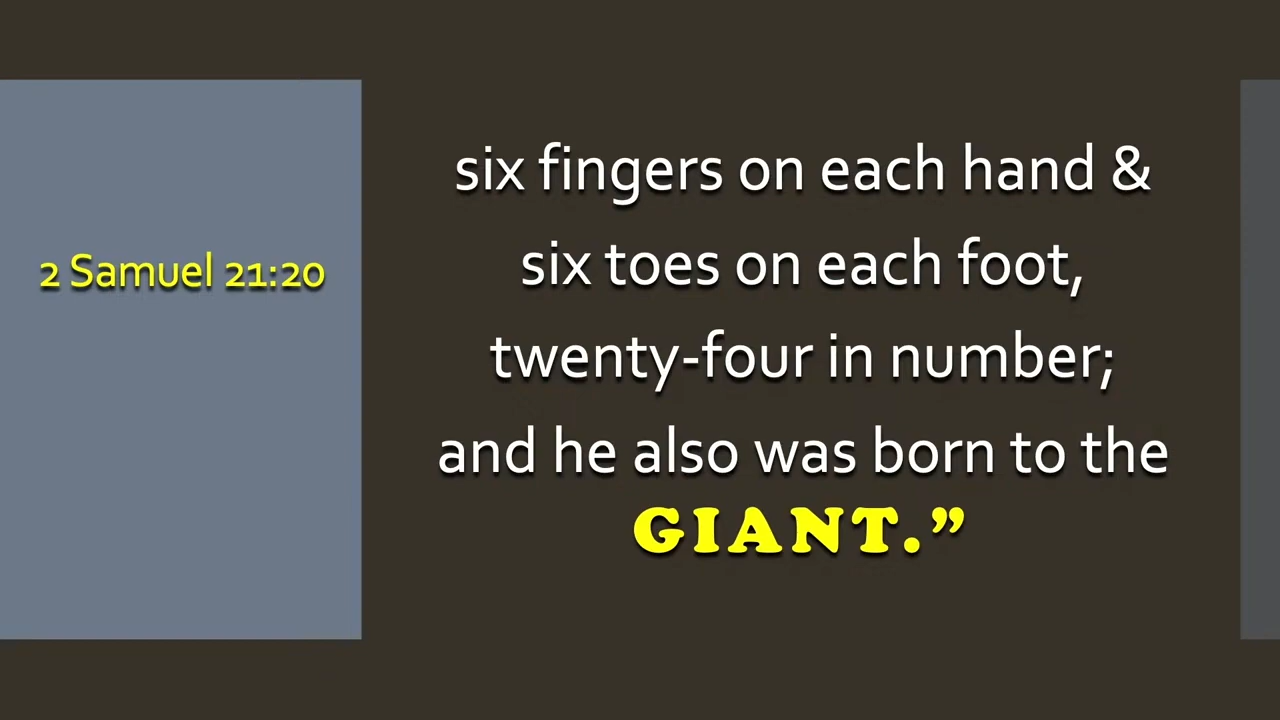 2 Samuel 21:20
six fingers on each hand &
six toes on each foot,
twenty-four in number;
and he also was born to the
GIANT.”